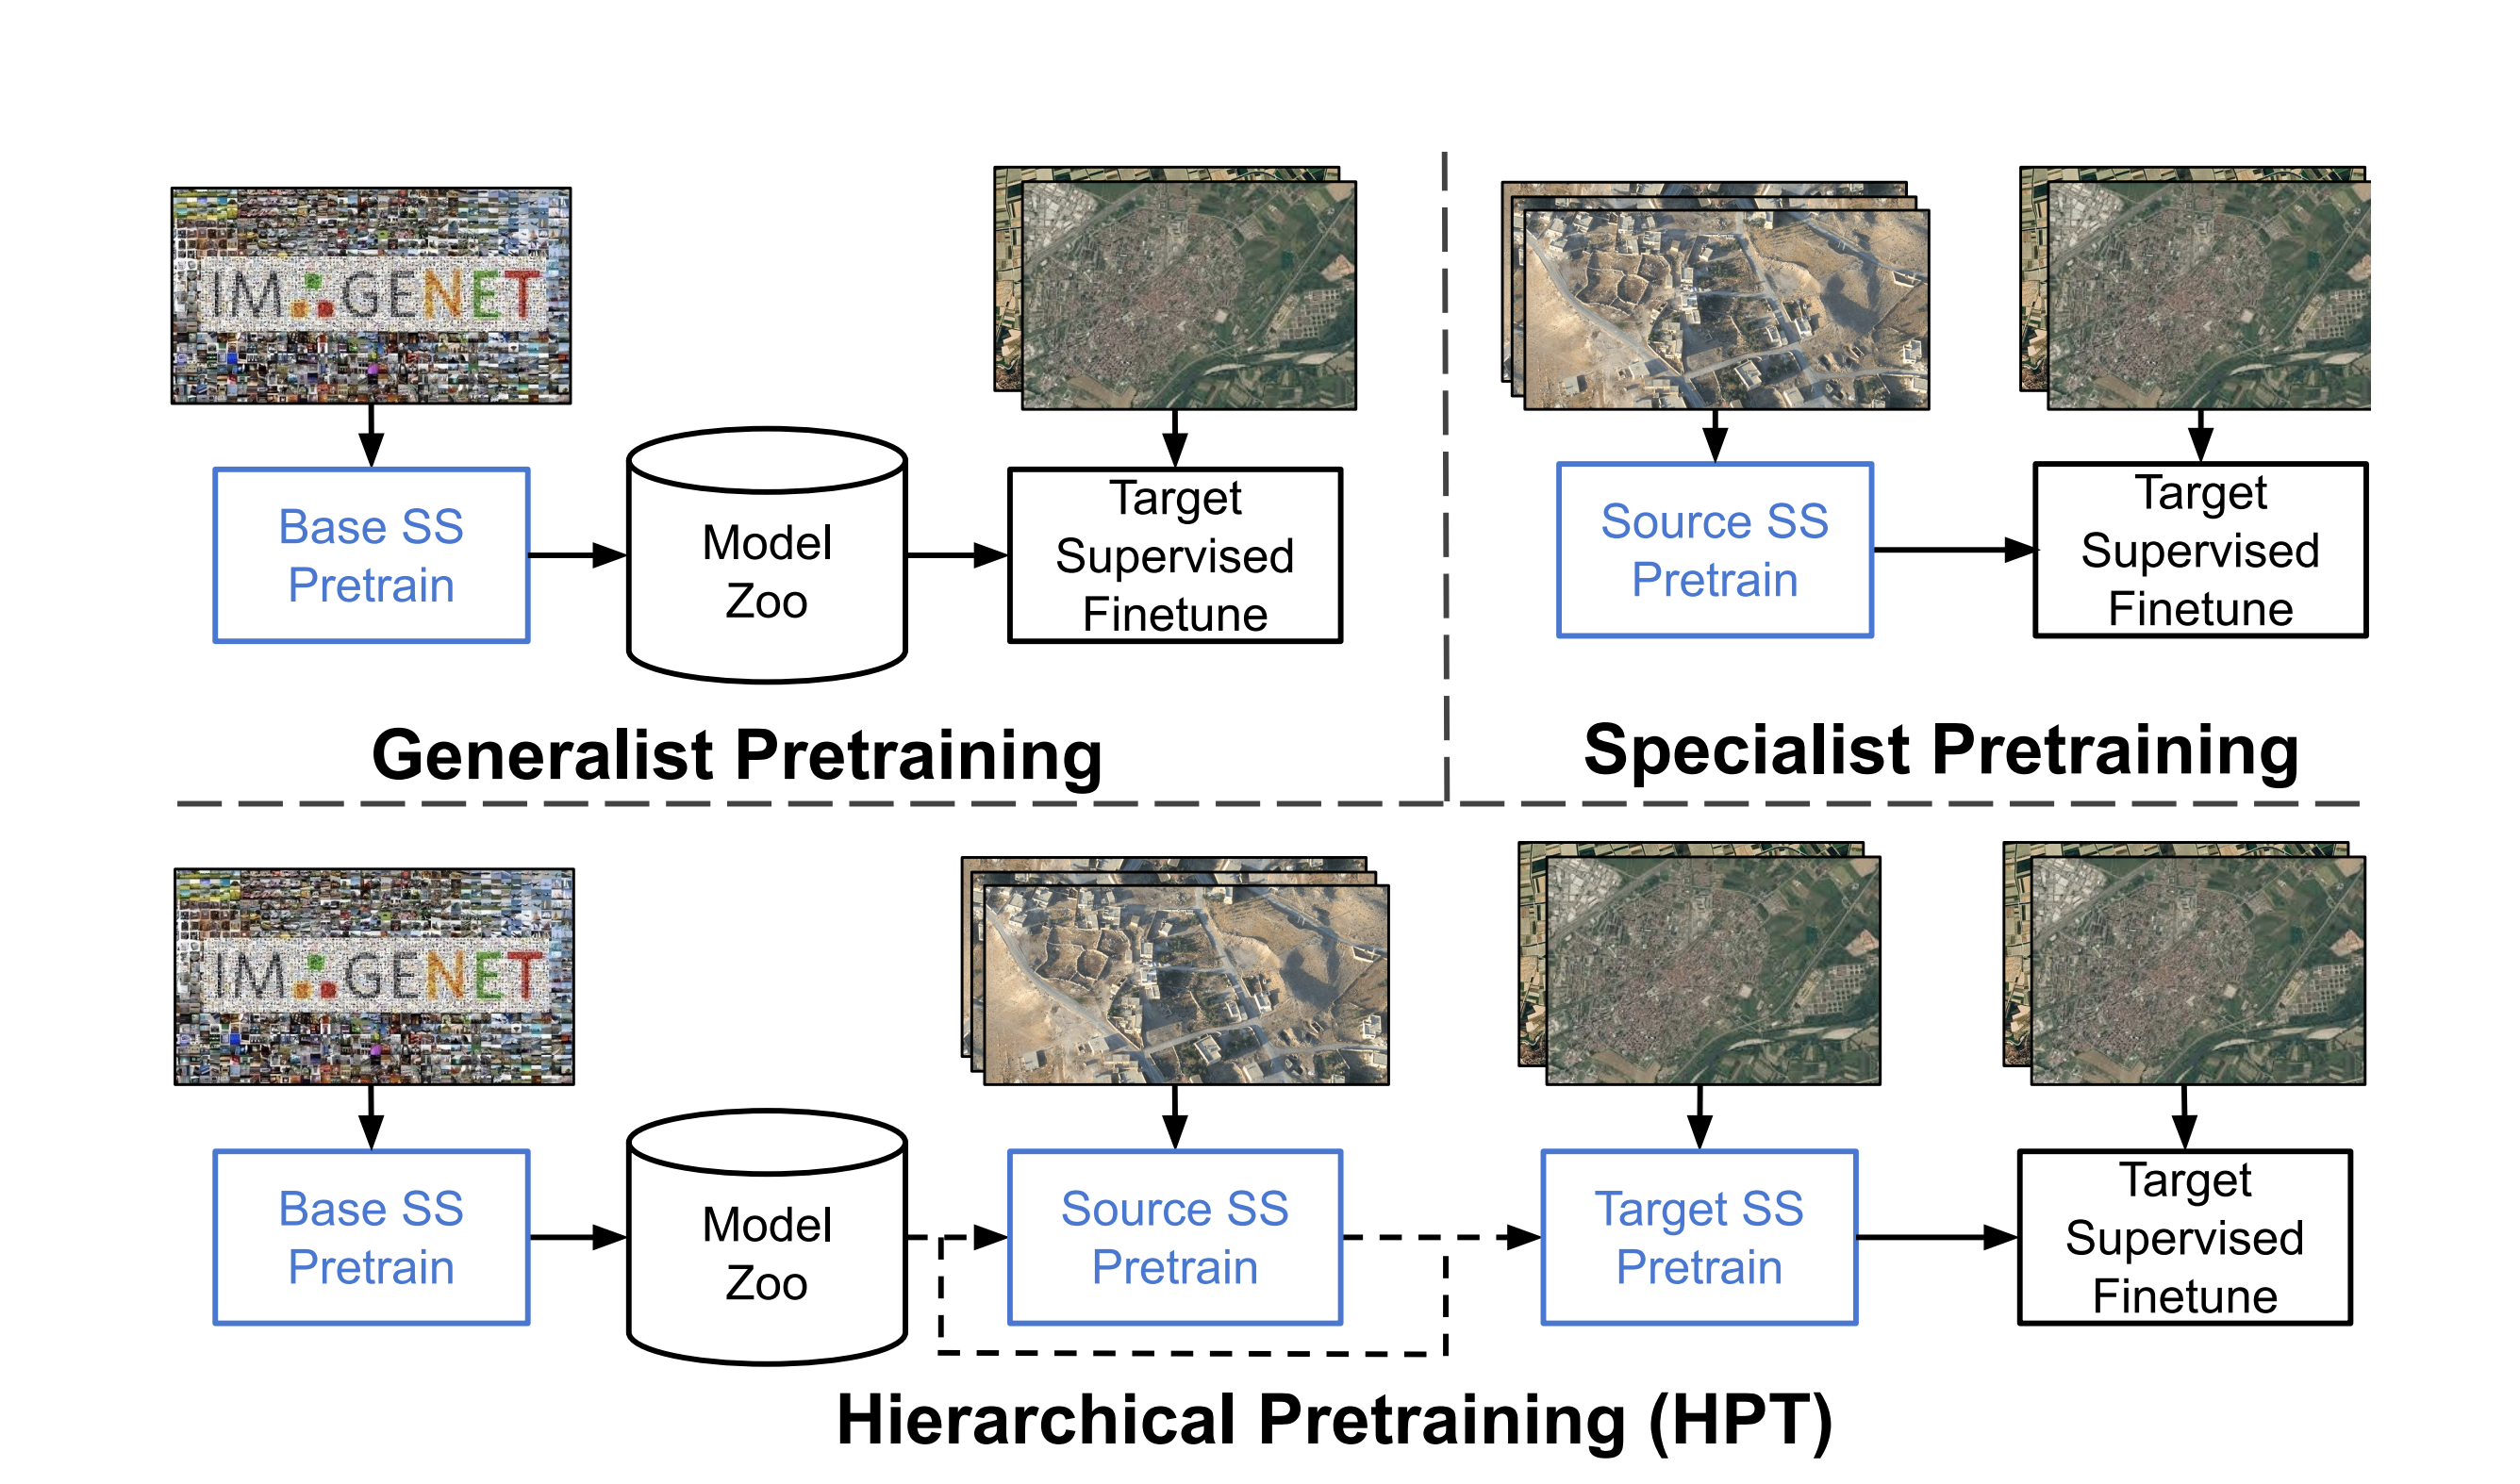 IMAGENET
Base SS
Pretrain
Model
Zoo
Target
Supervised
Finetune
Generalist Pretraining
Source SS
Pretrain
Target
Supervised
Finetune
Specialist Pretraining
IMAGENET
Base SS
Pretrain
Model
Zoo
Source SS
Pretrain
Target SS
Pretrain
Target
Supervised
Finetune
Hierarchical Pretraining (HPT)